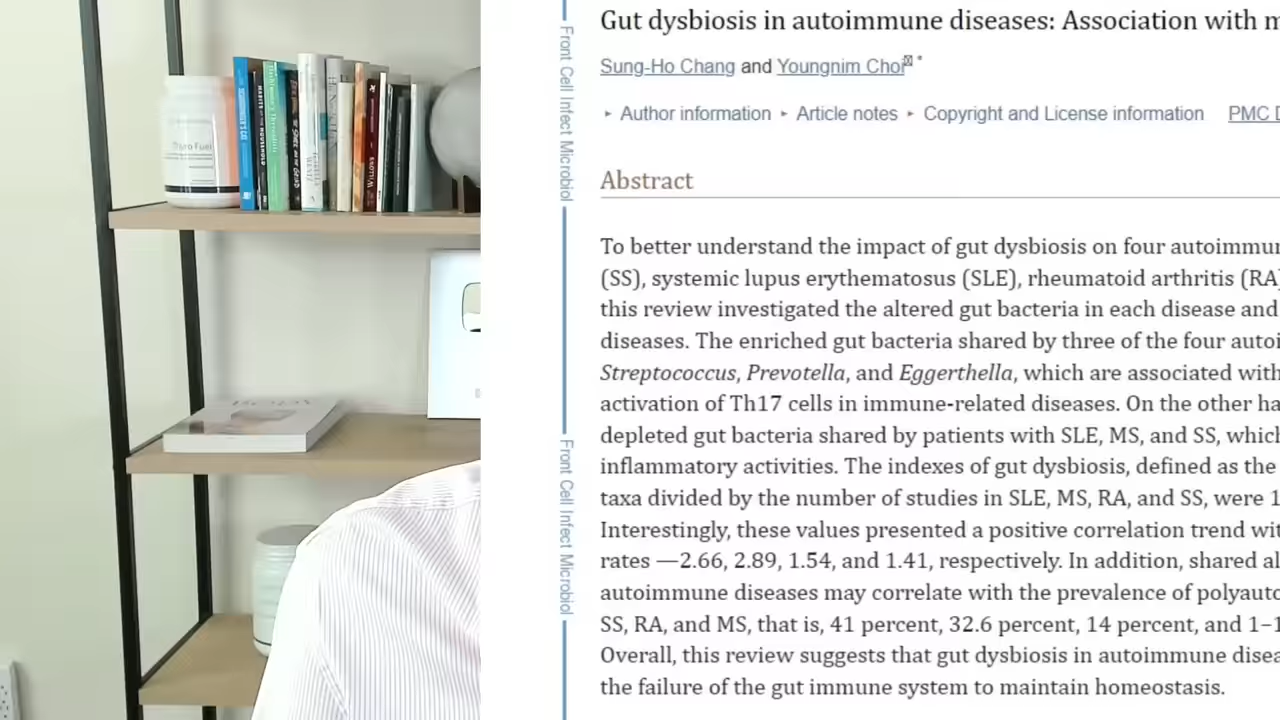 Gut dysbiosis in autoimmune diseases: Association with m
Sung-Ho Chang and Youngnim Choi *
‣ Author information ‣ Article notes ‣ Copyright and License information PMC D
Abstract
To better understand the impact of gut dysbiosis on four autoimmun
(SS), systemic lupus erythematosus (SLE), rheumatoid arthritis (RA)
this review investigated the altered gut bacteria in each disease and
diseases. The enriched gut bacteria shared by three of the four autoi
Streptococcus, Prevotella, and Eggerthella, which are associated with
activation of Th17 cells in immune-related diseases. On the other ha
depleted gut bacteria shared by patients with SLE, MS, and SS, which
inflammatory activities. The indexes of gut dysbiosis, defined as the
taxa divided by the number of studies in SLE, MS, RA, and SS, were 1
Interestingly, these values presented a positive correlation trend wit
rates —2.66, 2.89, 1.54, and 1.41, respectively. In addition, shared al
autoimmune diseases may correlate with the prevalence of polyauto
SS, RA, and MS, that is, 41 percent, 32.6 percent, 14 percent, and 1–1
Overall, this review suggests that gut dysbiosis in autoimmune disea
the failure of the gut immune system to maintain homeostasis.
Front Cell Infect Microbiol
Front Cell Infect Microbiol
Fuel